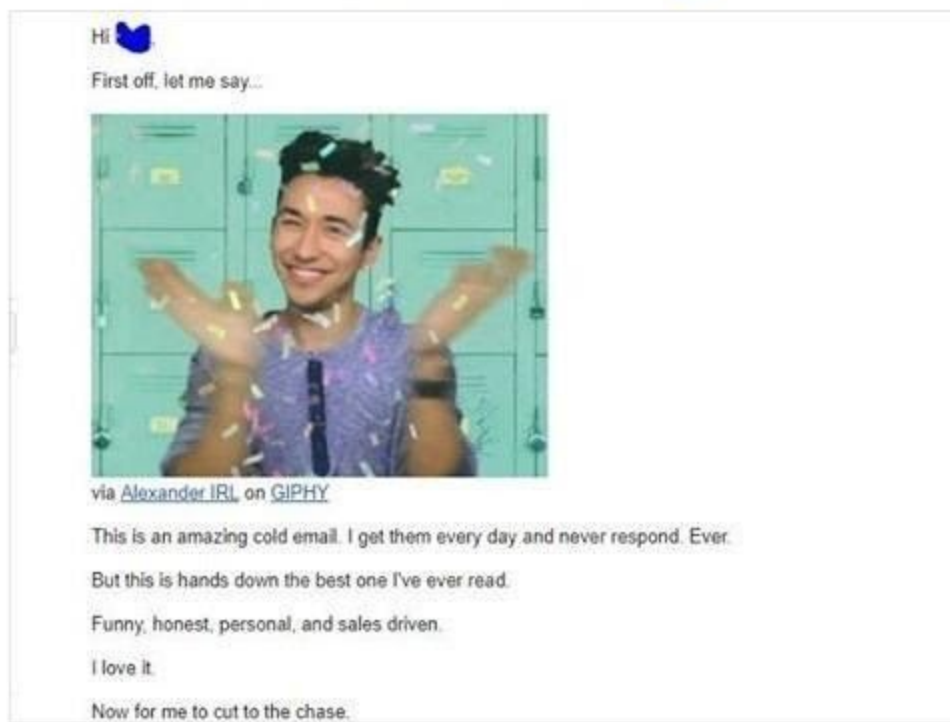 Hi
First off, let me say...
via Alexander IRL on GIPHY
This is an amazing cold email. I get them every day and never respond. Ever.
But this is hands down the best one I've ever read.
Funny, honest, personal, and sales driven.
I love it.
Now for me to cut to the chase.